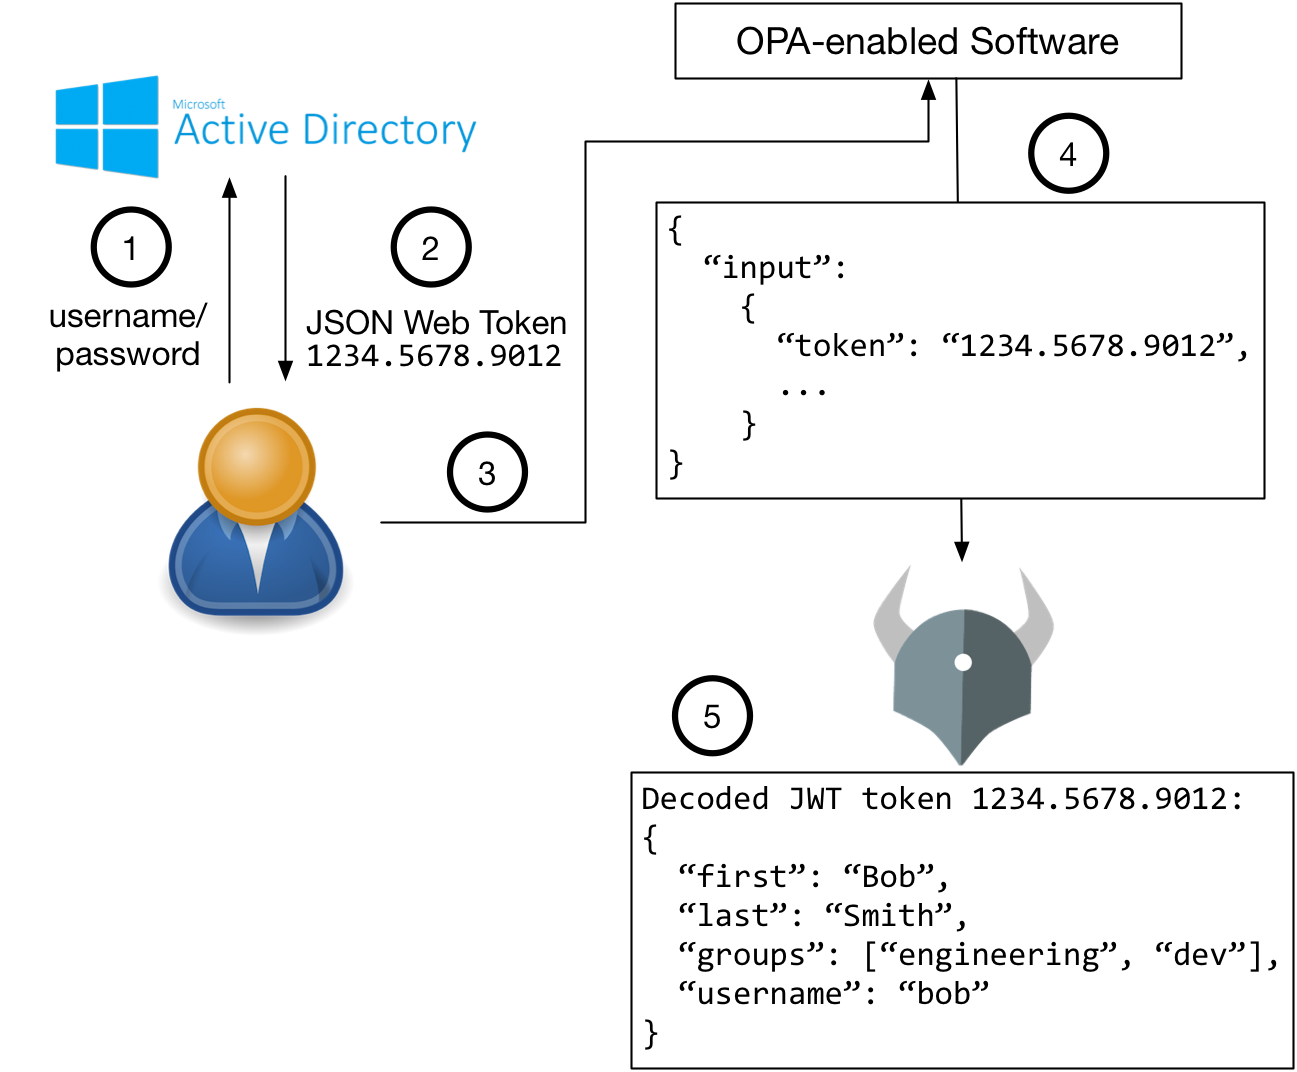 OPA-enabled Software
Microsoft
Active Directory
1
username/
password
2
JSON Web Token
1234.5678.9012
3
4
{
“input”:
{
“token”: “1234.5678.9012”,
...
}
}
5
Decoded JWT token 1234.5678.9012:
{
“first”: “Bob”,
“last”: “Smith”,
“groups”: [“engineering”, “dev”],
“username”: “bob”
}